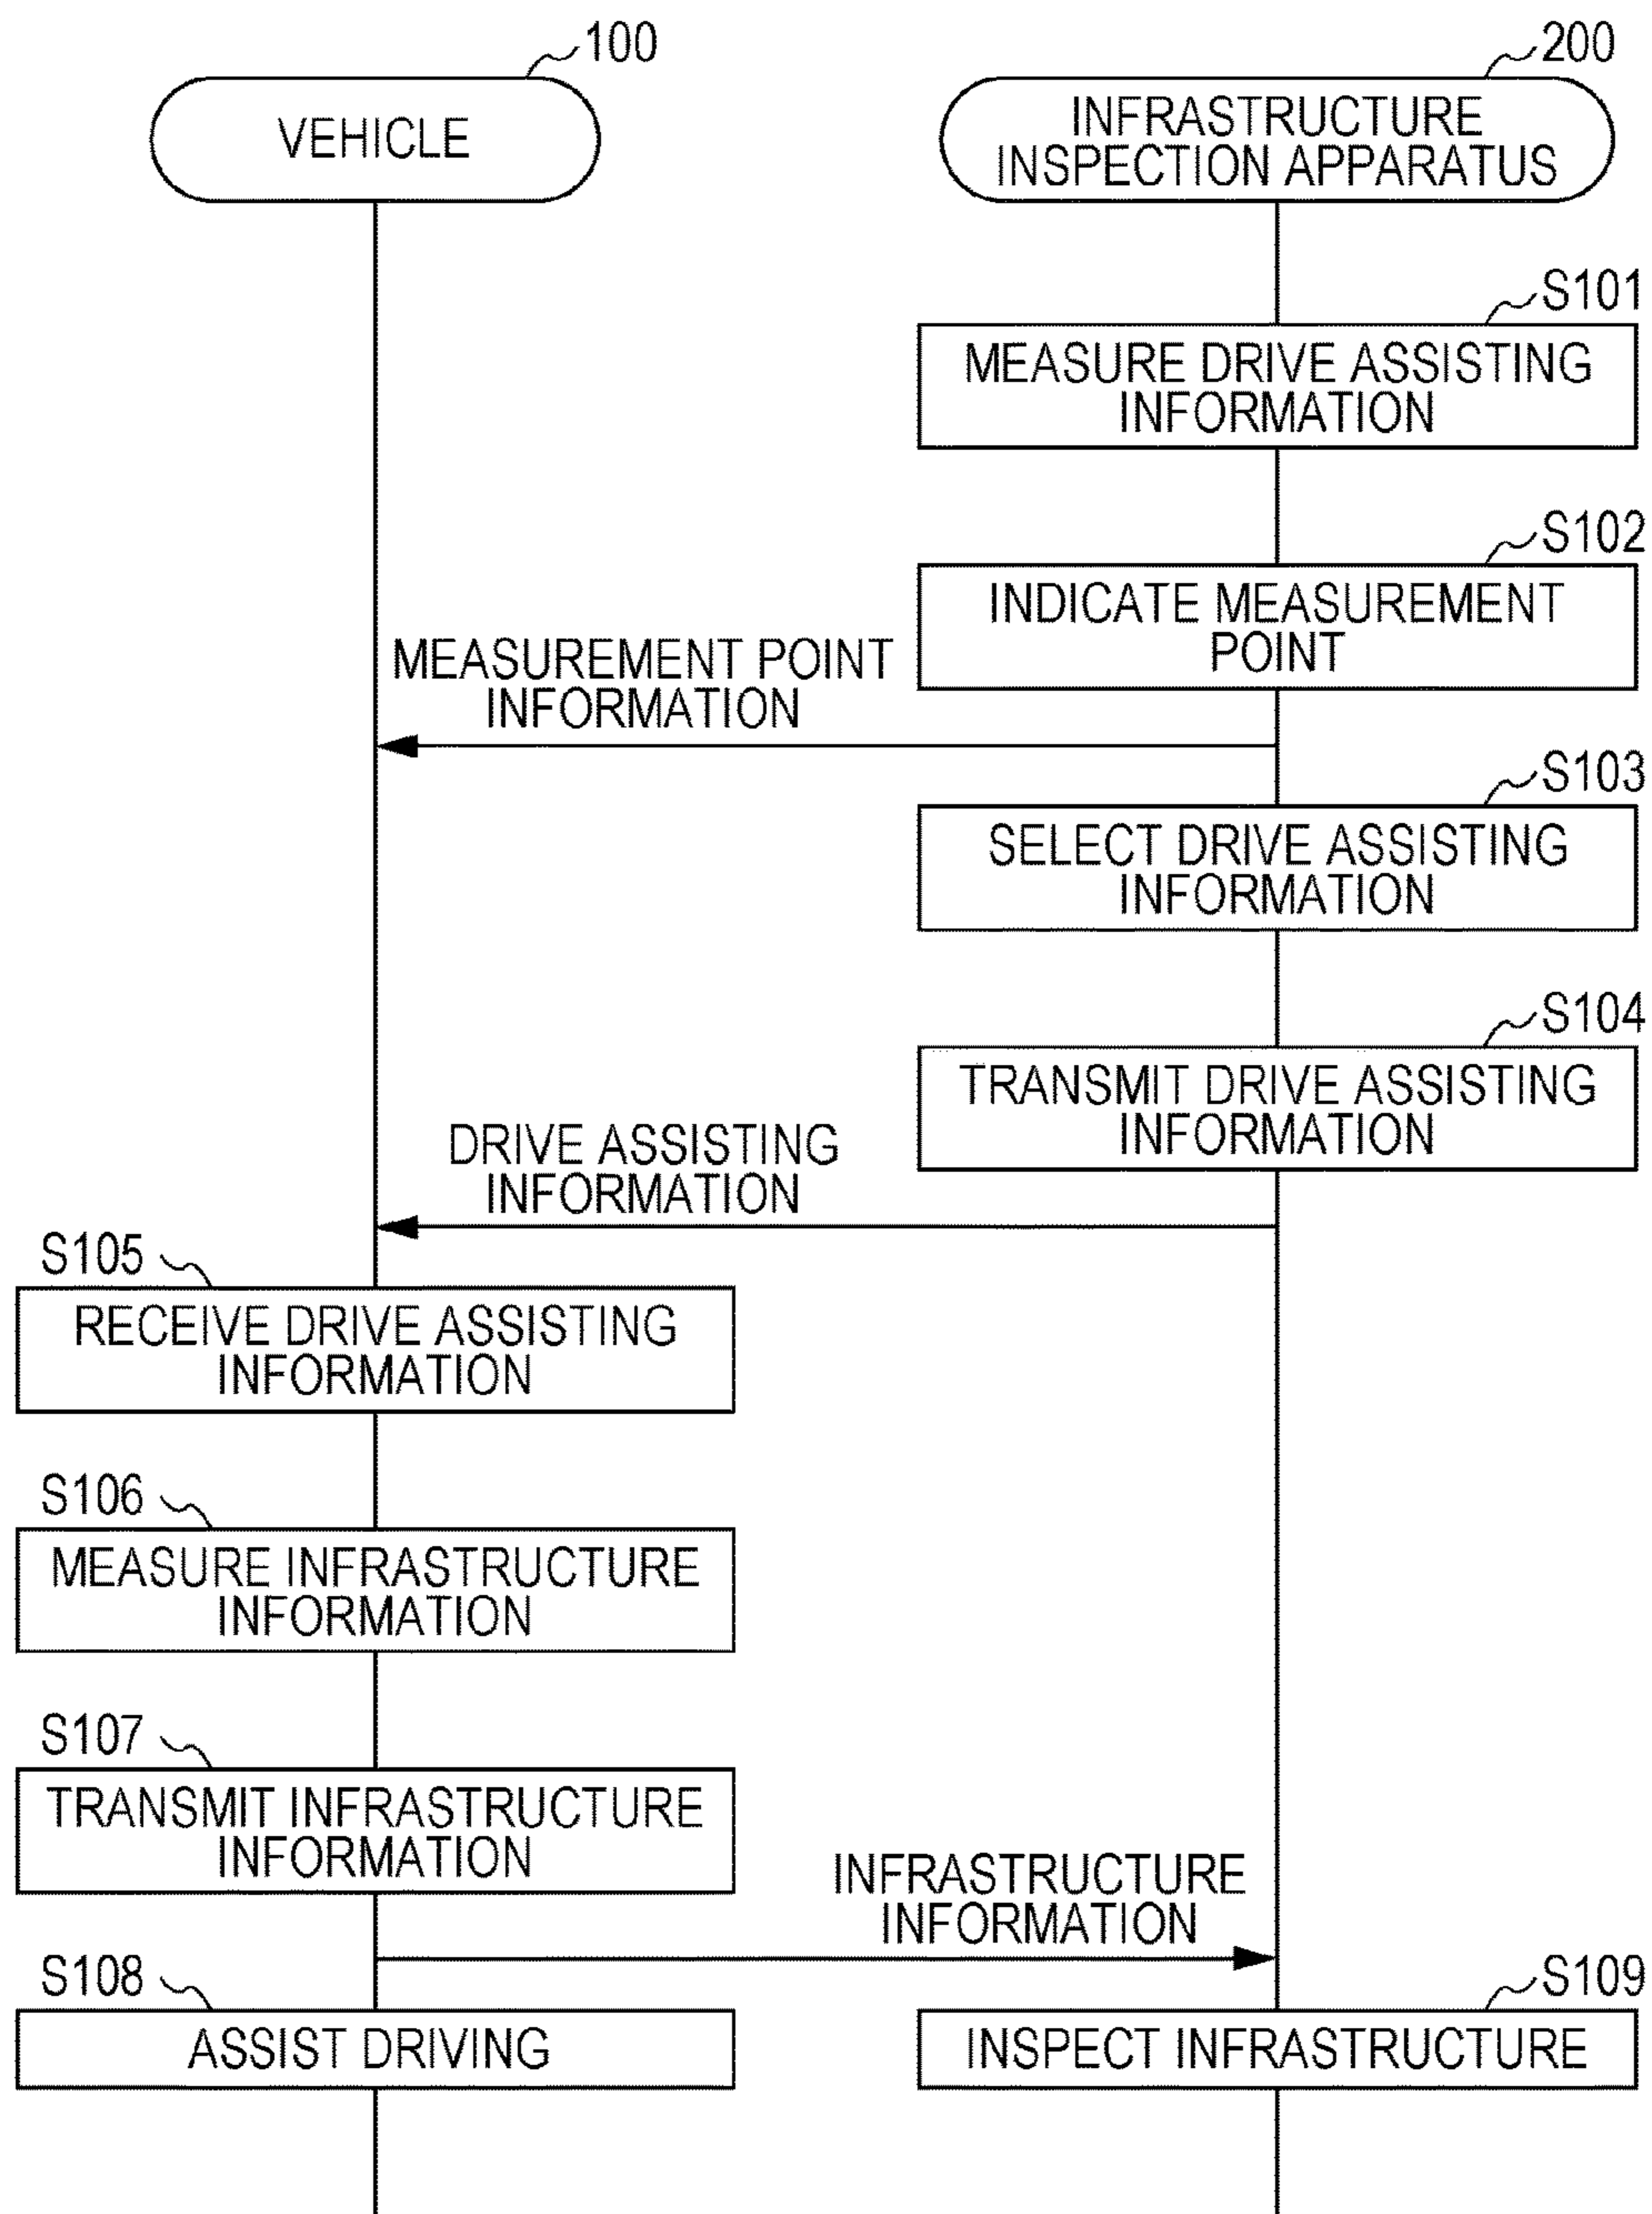 100
VEHICLE
200
INFRASTRUCTURE
INSPECTION APPARATUS
S101
MEASURE DRIVE ASSISTING
INFORMATION
S102
INDICATE MEASUREMENT
POINT
MEASUREMENT POINT
INFORMATION
S103
SELECT DRIVE ASSISTING
INFORMATION
S104
TRANSMIT DRIVE ASSISTING
INFORMATION
DRIVE ASSISTING
INFORMATION
S105
RECEIVE DRIVE ASSISTING
INFORMATION
S106
MEASURE INFRASTRUCTURE
INFORMATION
S107
TRANSMIT INFRASTRUCTURE
INFORMATION
INFRASTRUCTURE
INFORMATION
S108
ASSIST DRIVING
S109
INSPECT INFRASTRUCTURE